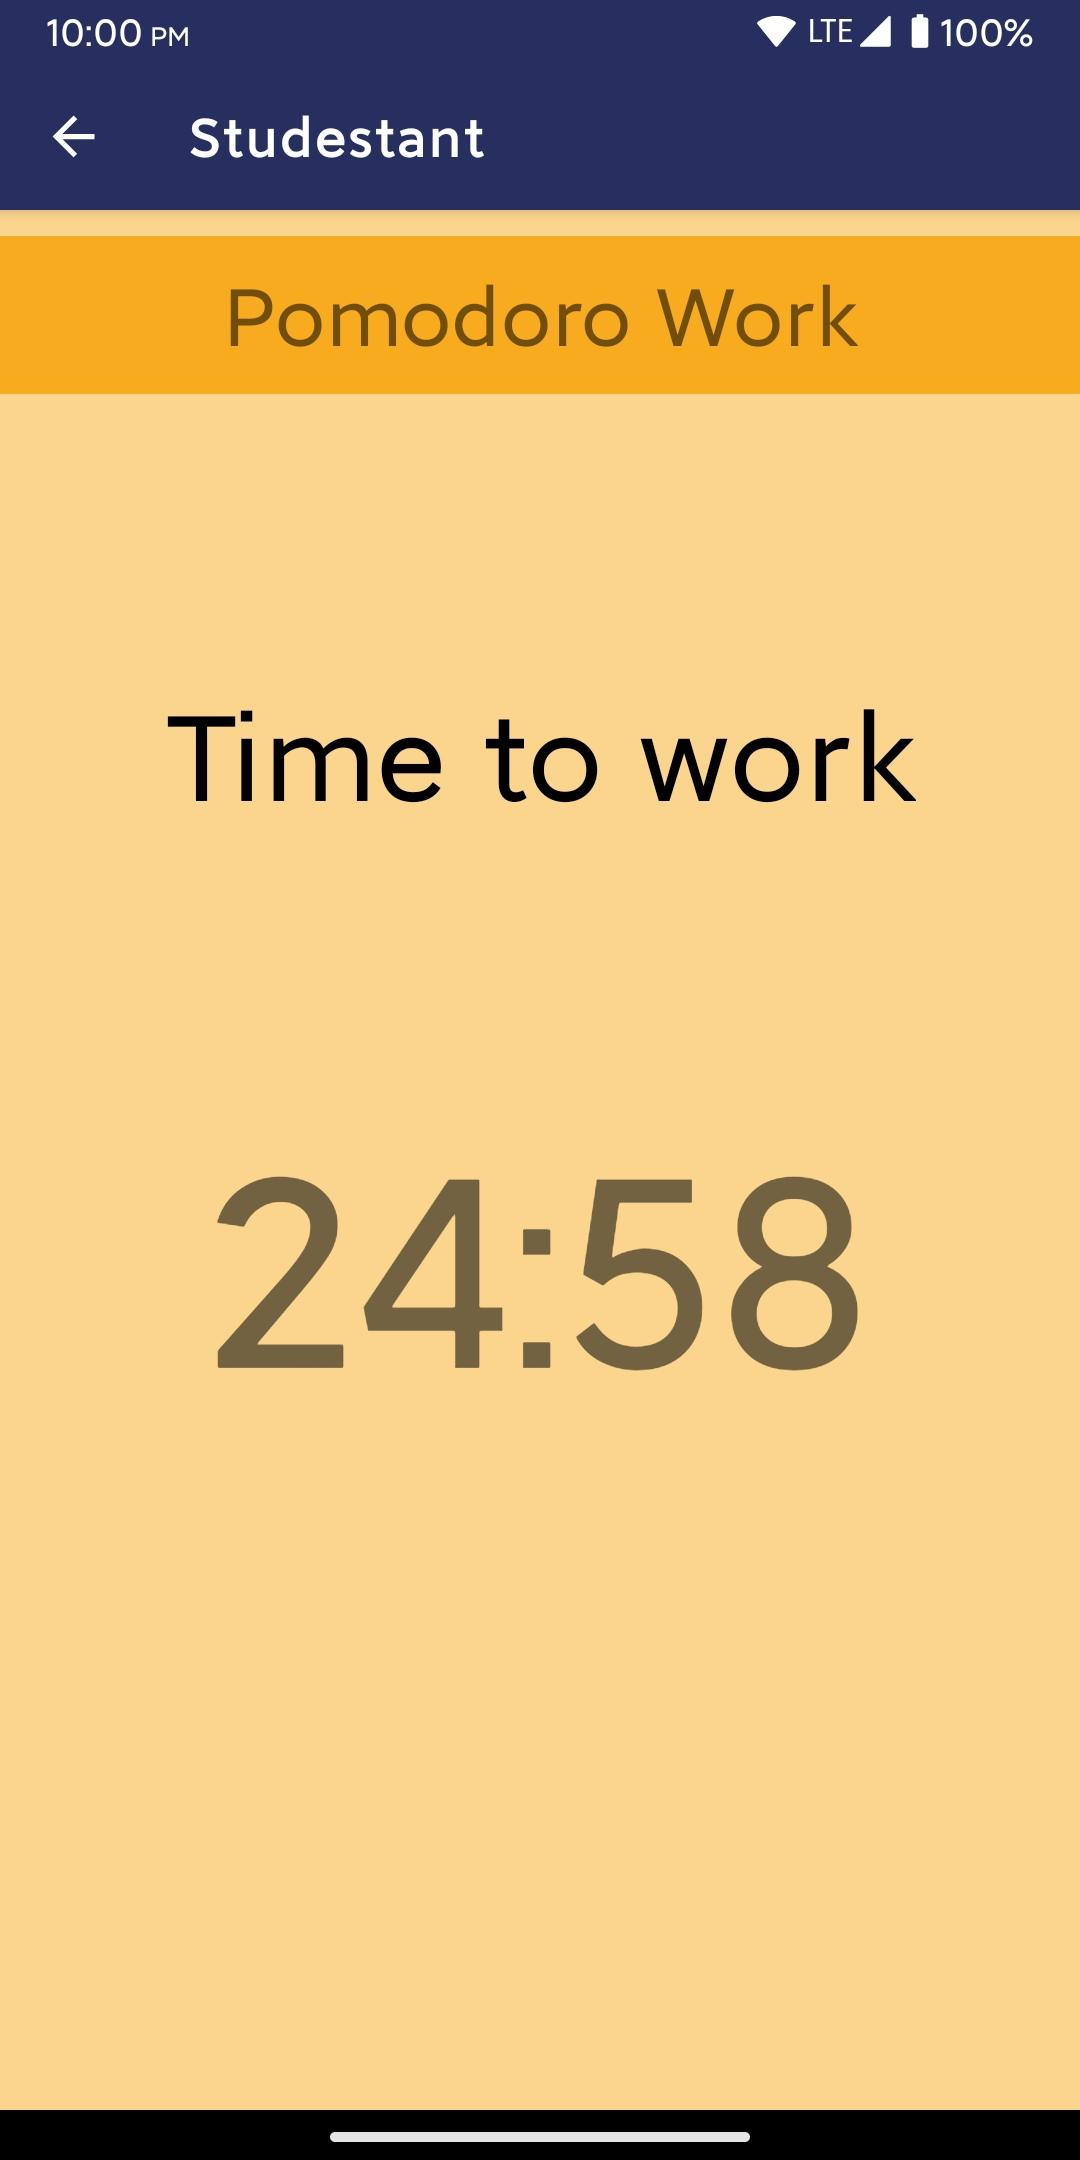 10:00 PM LTE 100%
Studestant
Pomodoro Work
Time to work
24:58